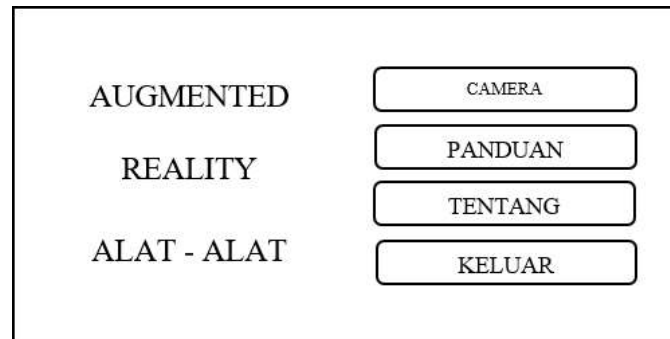 AUGMENTED
REALITY
ALAT - ALAT
CAMERA
PANDUAN
TENTANG
KELUAR